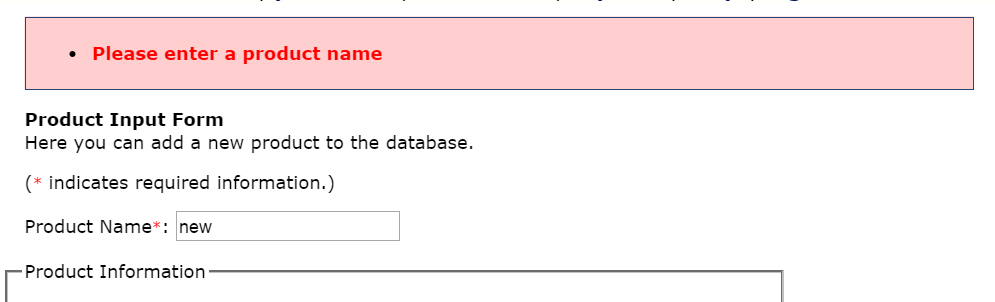 Please enter a product name
Product Input Form
Here you can add a new product to the database.
(* indicates required information.)
Product Name*: new
Product Information